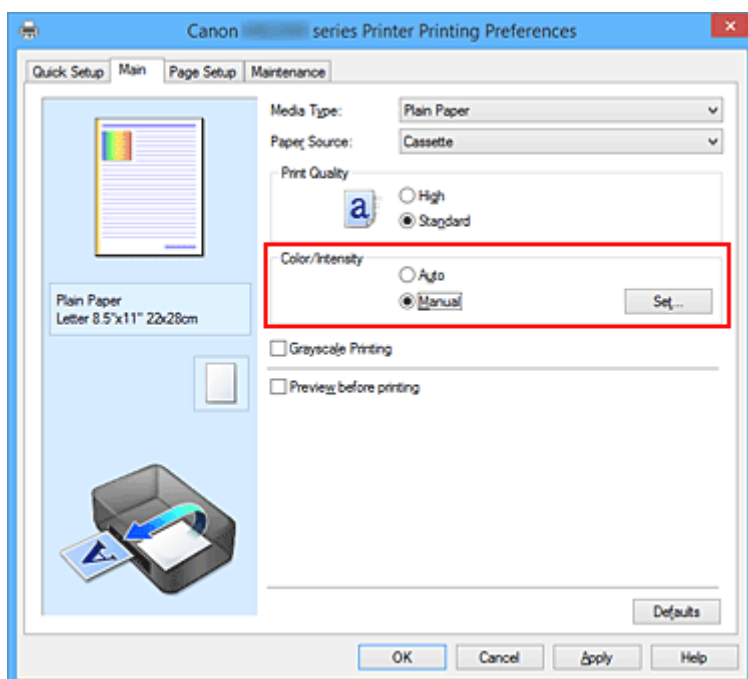 Canon series Printer Printing Preferences
Quick Setup Main Page Setup Maintenance
Media Type: Plain Paper
Paper Source: Cassette
Print Quality
a
High
Standard
Color/Intensity
Auto
Manual Set...
Plain Paper
Letter 8.5"x11" 22x28cm
Grayscale Printing
Preview before printing
A
Defaults
OK Cancel Apply Help